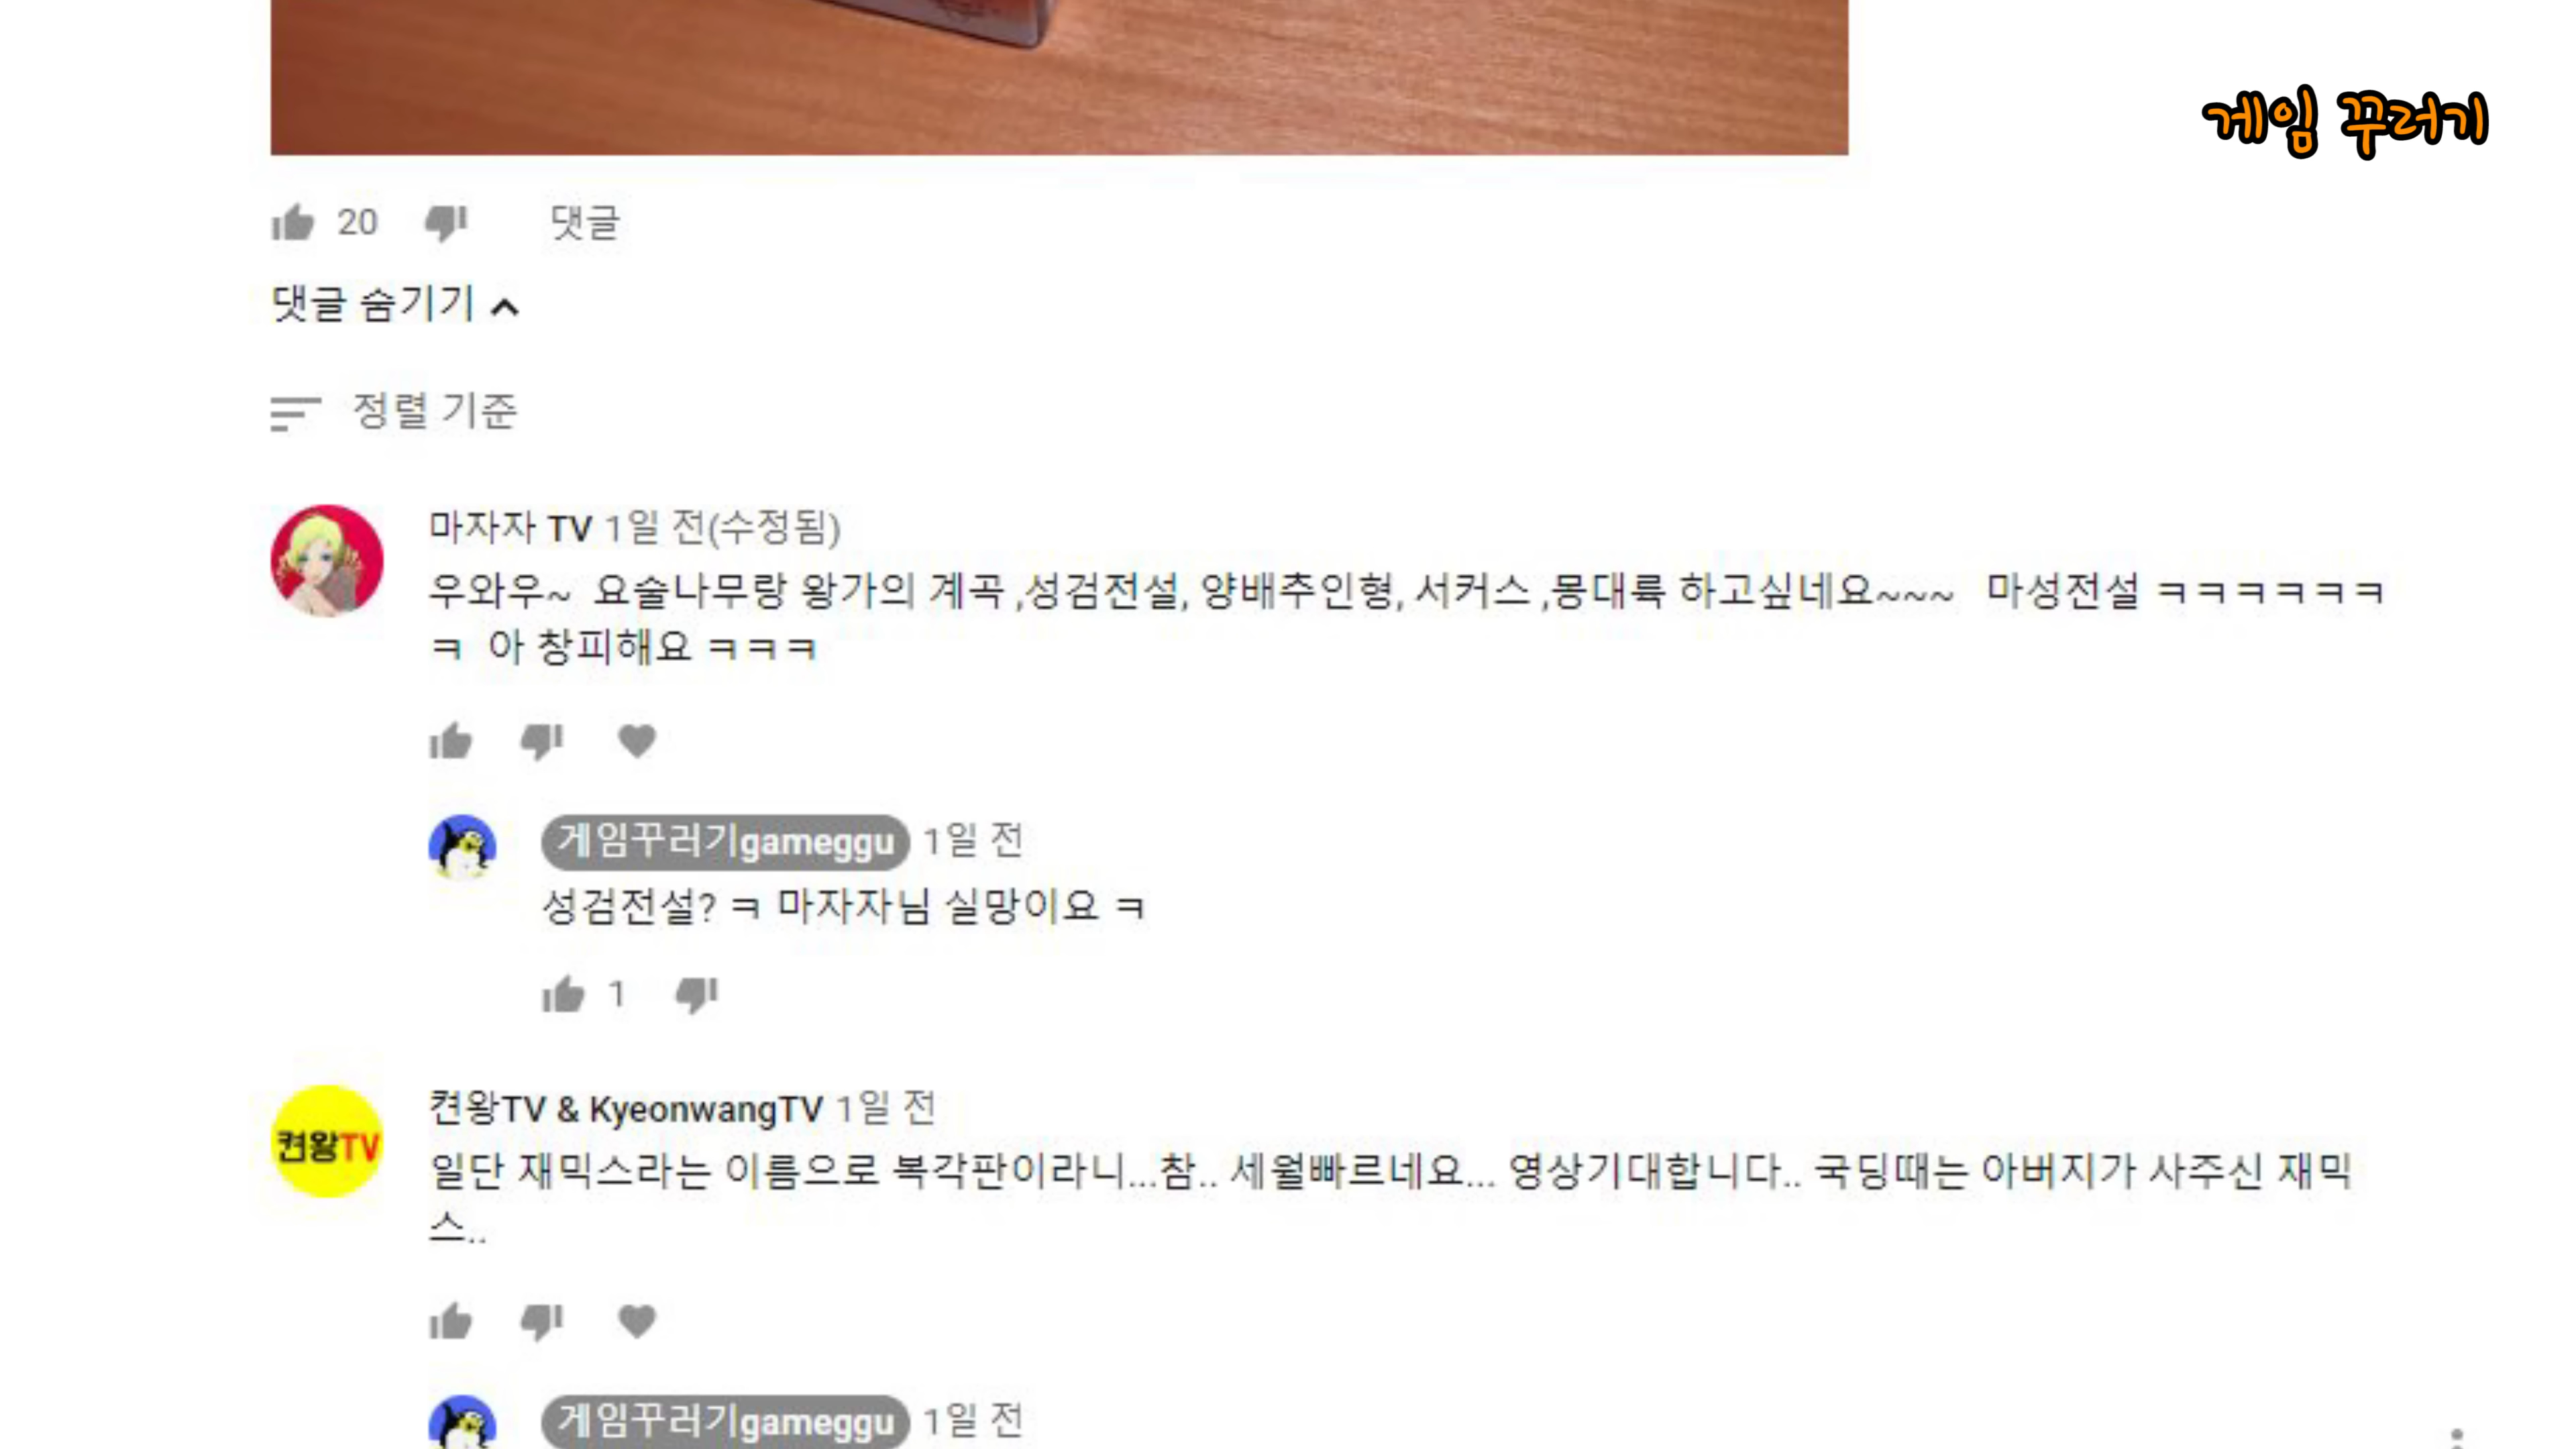 게임 꾸러기
20 댓글
댓글 숨기기
정렬 기준
마자자 TV 1일 전(수정됨)
우와우~ 요술나무랑 왕가의 계곡 ,성검전설, 양배추인형, 서커스 ,몽대륙 하고싶네요~~~ 마성전설 ㅋㅋㅋㅋㅋㅋ
ㅋ 아 창피해요 ㅋㅋㅋ
게임꾸러기gameggu 1일 전
성검전설? ㅋ 마자자님 실망이요 ㅋ
1
켠왕TV
켠왕TV & KyeonwangTV 1일 전
일단 재믹스라는 이름으로 복각판이라니...참.. 세월빠르네요... 영상기대합니다.. 국딩때는 아버지가 사주신 재믹
스..
게임꾸러기gameggu 1일 전